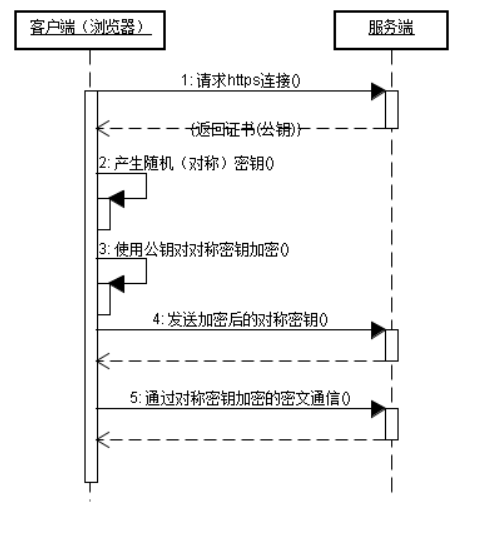 客户端（浏览器） 服务端
1: 请求https连接()
(返回证书(公钥))
2: 产生随机（对称）密钥()
3: 使用公钥对对称密钥加密()
4: 发送加密后的对称密钥()
5: 通过对称密钥加密的密文通信()